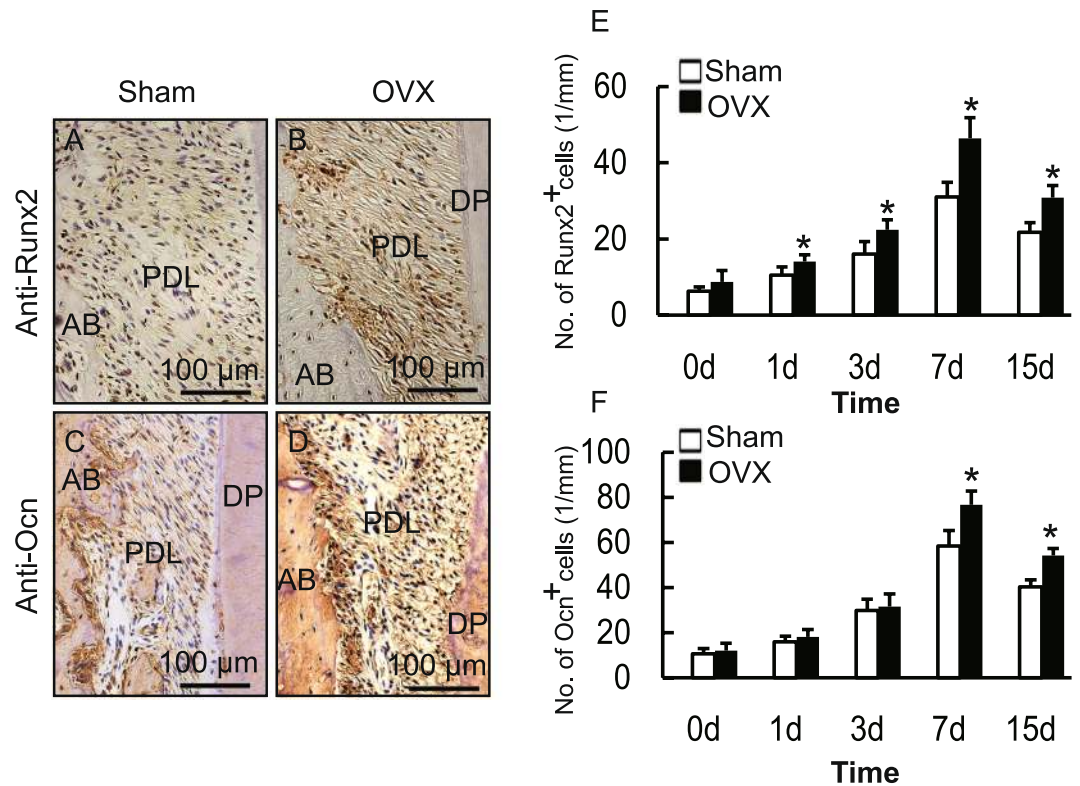 Sham
OVX
Anti-Runx2
A
PDL
AB
100 µm
B
DP
PDL
100 µm
AB
Anti-Ocn
C
AB
DP
PDL
100 µm
D
PDL
AB
DP
100 µm
E
Sham
OVX
No. of Runx2+cells (1/mm)
60
40
20
0
* * * *
0d 1d 3d 7d 15d
Time
F
Sham
OVX
No. of Ocn+cells (1/mm)
100
80
60
40
20
0
* *
0d 1d 3d 7d 15d
Time